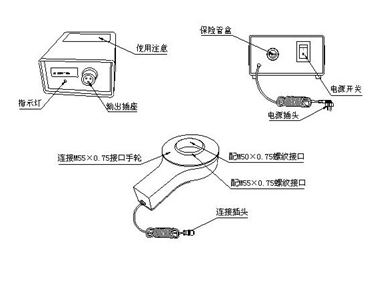 使用注意
指示灯
输出插座
保险管盒
电源开关
电源插头
连接M55×0.75接口手轮
配M50×0.75螺纹接口
配M55×0.75螺纹接口
连接插头